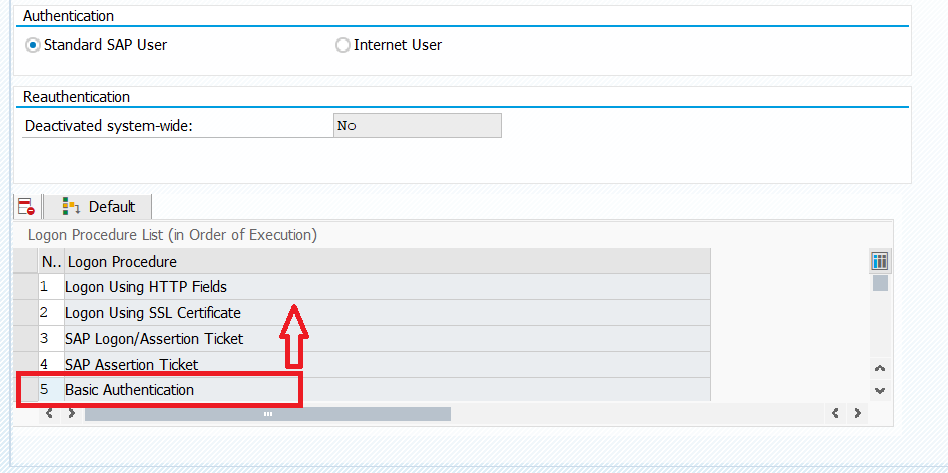 Authentication
Standard SAP User Internet User
Reauthentication
Deactivated system-wide: No
Default
Logon Procedure List (in Order of Execution)
N.. Logon Procedure
1 Logon Using HTTP Fields
2 Logon Using SSL Certificate
3 SAP Logon/Assertion Ticket
4 SAP Assertion Ticket
5 Basic Authentication